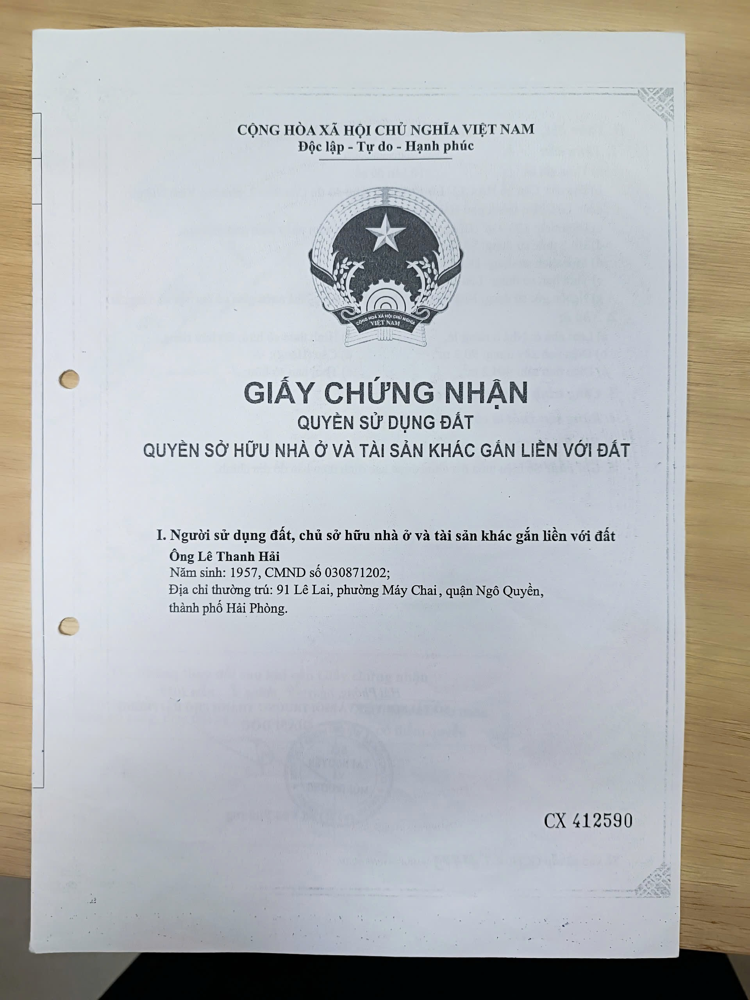 CỘNG HÒA XÃ HỘI CHỦ NGHĨA VIỆT NAM
Độc lập - Tự do - Hạnh phúc
CỘNG HOÀ XÃ HỘI CHỦ NGHĨA
VIỆT NAM
GIẤY CHỨNG NHẬN
QUYỀN SỬ DỤNG ĐẤT
QUYỀN SỞ HỮU NHÀ Ở VÀ TÀI SẢN KHÁC GẮN LIỀN VỚI ĐẤT
I. Người sử dụng đất, chủ sở hữu nhà ở và tài sản khác gắn liền với đất
Ông Lê Thanh Hải
Năm sinh: 1957, CMND số 030871202;
Địa chỉ thường trú: 91 Lê Lai, phường Máy Chai, quận Ngô Quyền,
thành phố Hải Phòng.
CX 412590